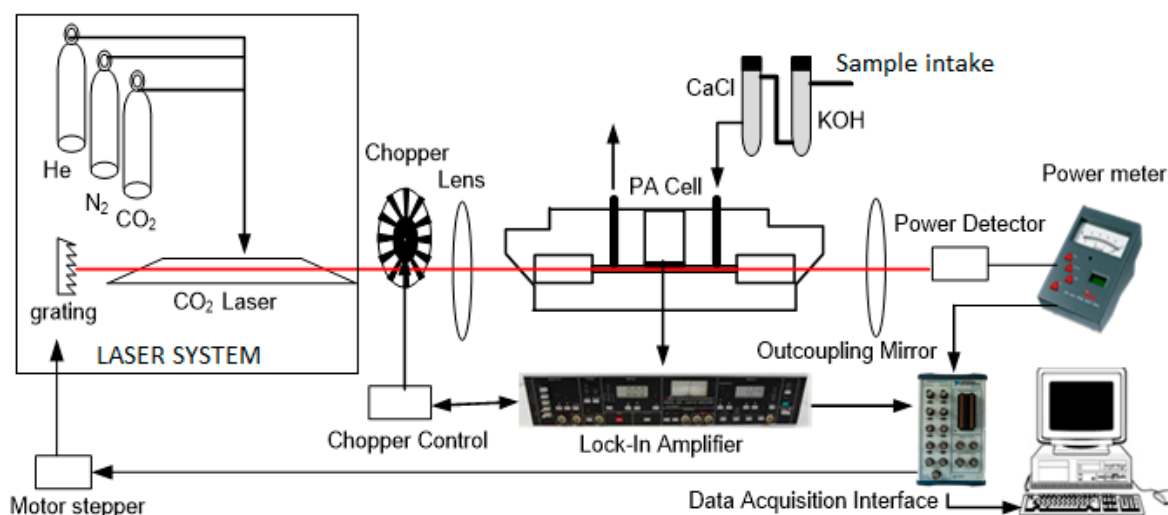 Sample intake
CaCl
KOH
He
N₂
CO₂
Chopper
Lens
PA Cell
Power meter
Power Detector
grating
CO₂ Laser
LASER SYSTEM
Outcoupling Mirror
Chopper Control
Lock-In Amplifier
Motor stepper
Data Acquisition Interface